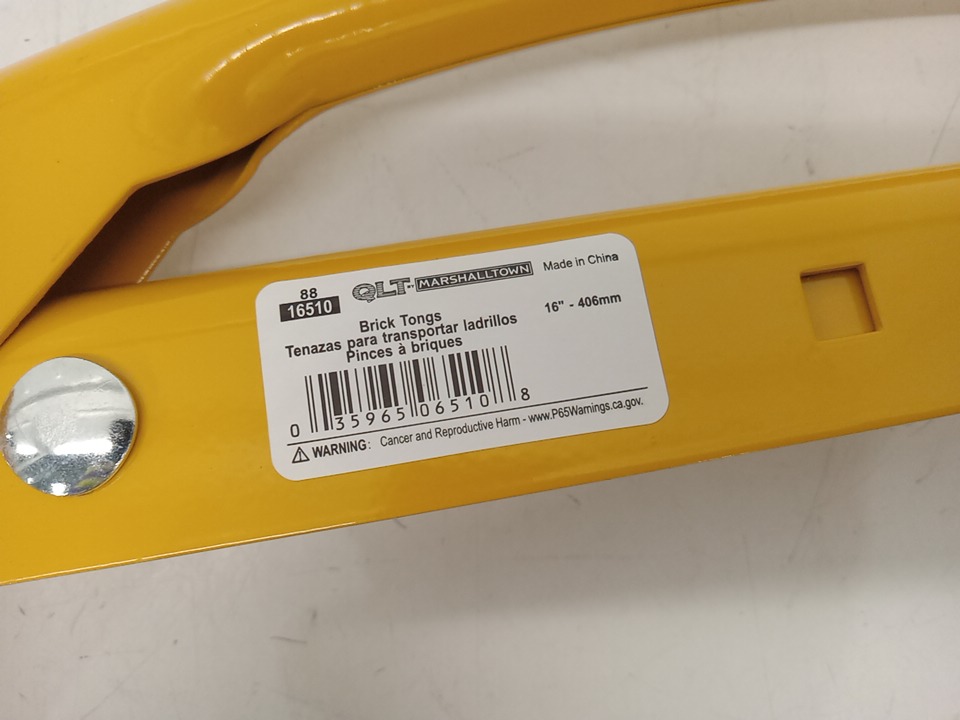 88
16510
QLT BY MARSHALLTOWN
Made in China
Brick Tongs
16" - 406mm
Tenazas para transportar ladrillos
Pinces à briques
0 35965 06510 8
WARNING: Cancer and Reproductive Harm - www.P65Warnings.ca.gov.